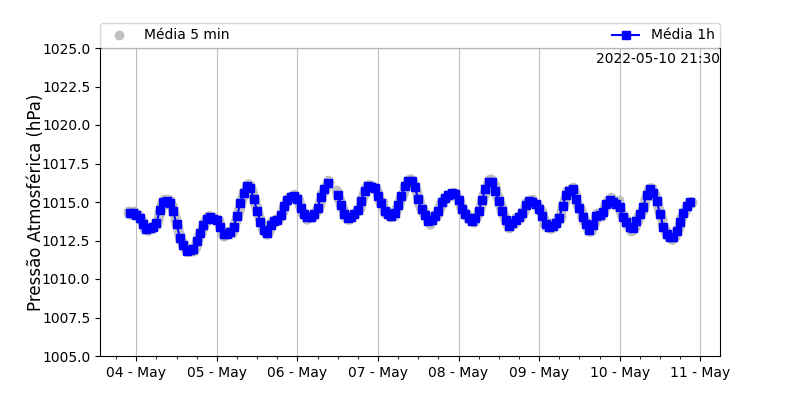 Média 5 min
Média 1h
2022-05-10 21:30
Pressão Atmosférica (hPa)
1025.0
1022.5
1020.0
1017.5
1015.0
1012.5
1010.0
1007.5
1005.0
04 - May 05 - May 06 - May 07 - May 08 - May 09 - May 10 - May 11 - May